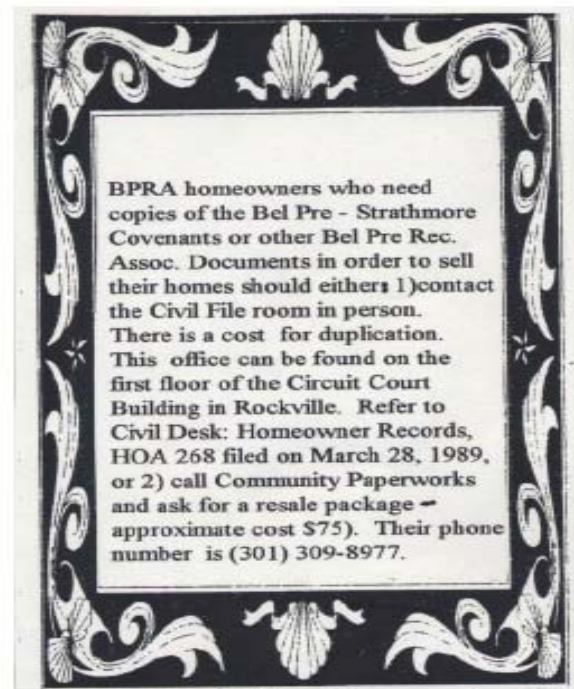 BPRA homeowners who need
copies of the Bel Pre - Strathmore
Covenants or other Bel Pre Rec.
Assoc. Documents in order to sell
their homes should either: 1)contact
the Civil File room in person.
There is a cost for duplication.
This office can be found on the
first floor of the Circuit Court
Building in Rockville. Refer to
Civil Desk: Homeowner Records,
HOA 268 filed on March 28, 1989,
or 2) call Community Paperworks
and ask for a resale package -
approximate cost $75). Their phone
number is (301) 309-8977.